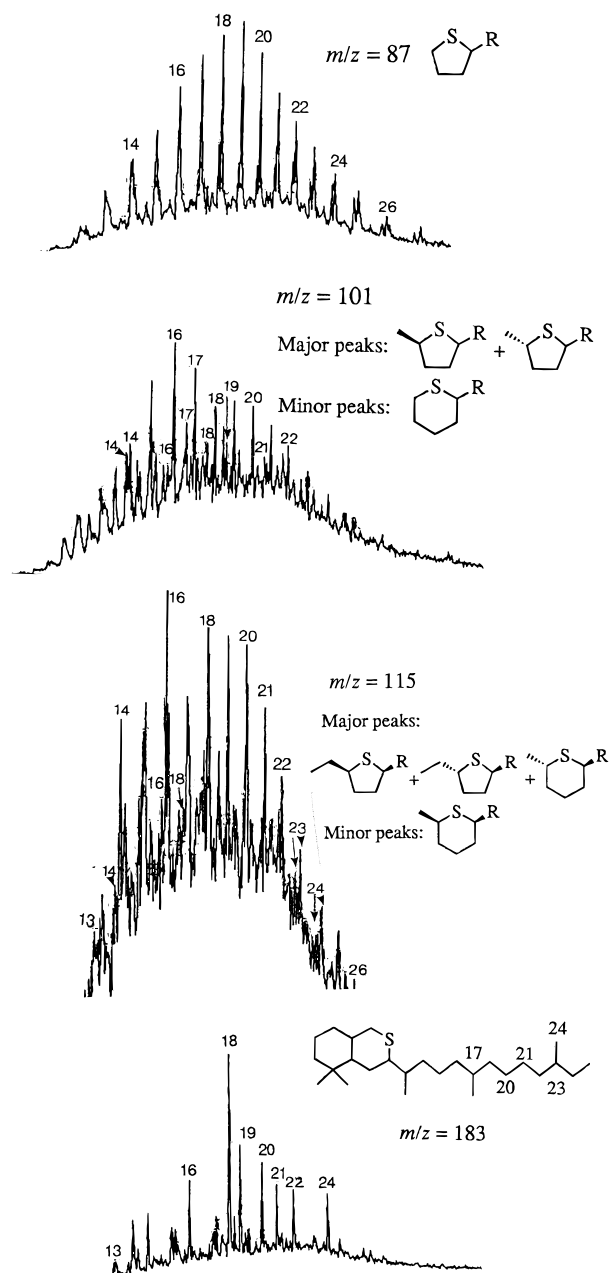 18
20
m/z = 87
S
R
16
22
14
24
26
m/z = 101
16
Major peaks:
S
R
+
S
R
17
19
18
20
Minor peaks:
S
R
17
14
14
18
22
16
21
16
18
20
m/z = 115
21
14
Major peaks:
S
R
+
S
R
+
S
R
22
16
18
Minor peaks:
S
R
23
14
24
13
26
18
24
S
17
21
20
23
19
m/z = 183
20
16
21
22
24
13